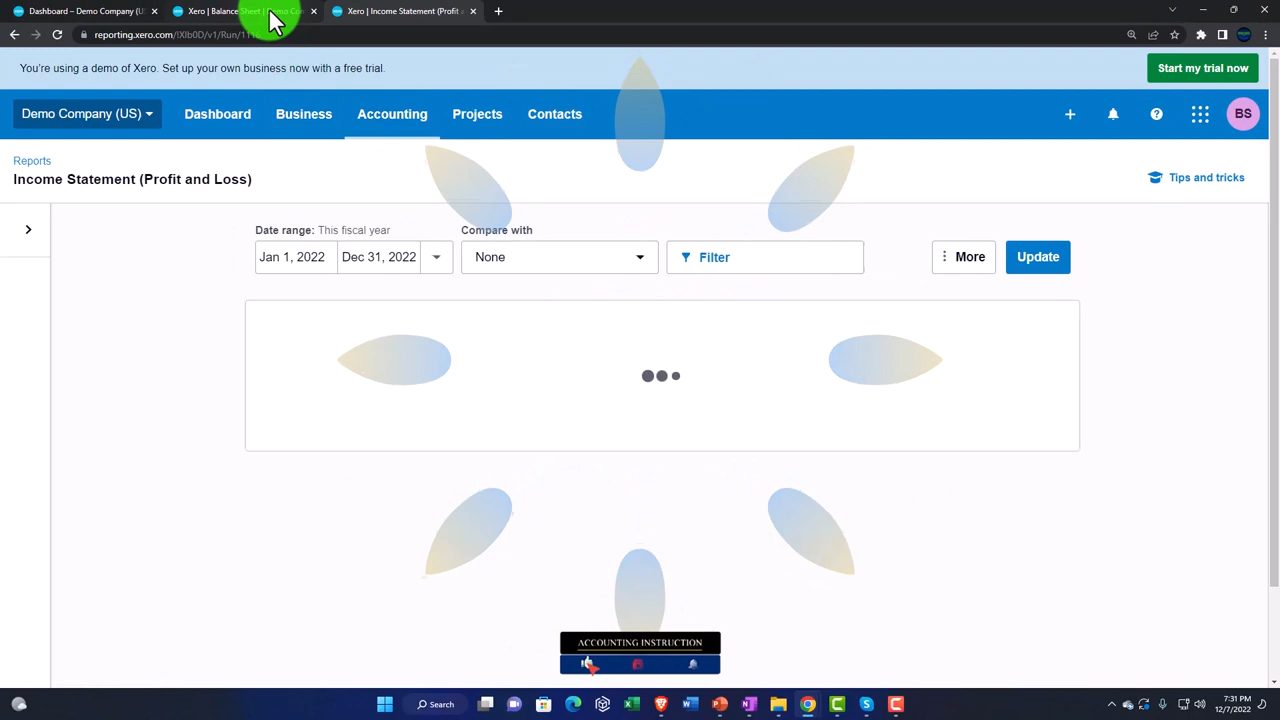 Dashboard – Demo Company (U
Xero | Balance Sheet | Demo Co
Xero | Income Statement (Profit a
reporting.xero.com
/v1/Run/
You're using a demo of Xero. Set up your own business now with a free trial.
Start my trial now
Demo Company (US)
Dashboard
Business
Accounting
Projects
Contacts
BS
Reports
Income Statement (Profit and Loss)
Tips and tricks
Date range: This fiscal year
Compare with
Jan 1, 2022
Dec 31, 2022
None
Filter
More
Update
ACCOUNTING INSTRUCTION
Search
7:31 PM
12/7/2022